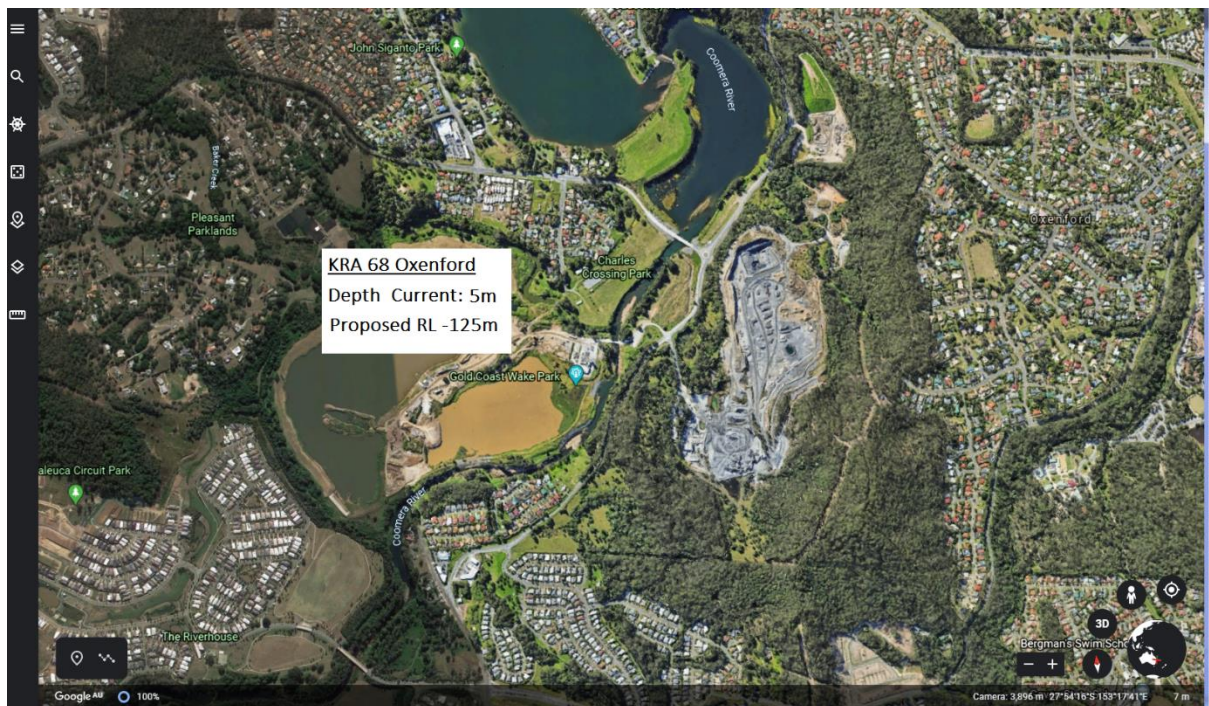 John Siganto Park
Coomera River
Baker Creek
Pleasant
Parklands
Oxenford
KRA 68 Oxenford
Depth Current: 5m
Proposed RL -125m
Charles
Crossing Park
Gold Coast Wake Park
aleuca Circuit Park
Coomera River
The Riverhouse
3D
Bergman's Swim Scho
Google AU 100%
Camera: 3,896 m 27°54'16"S 153°17'41"E 7 m